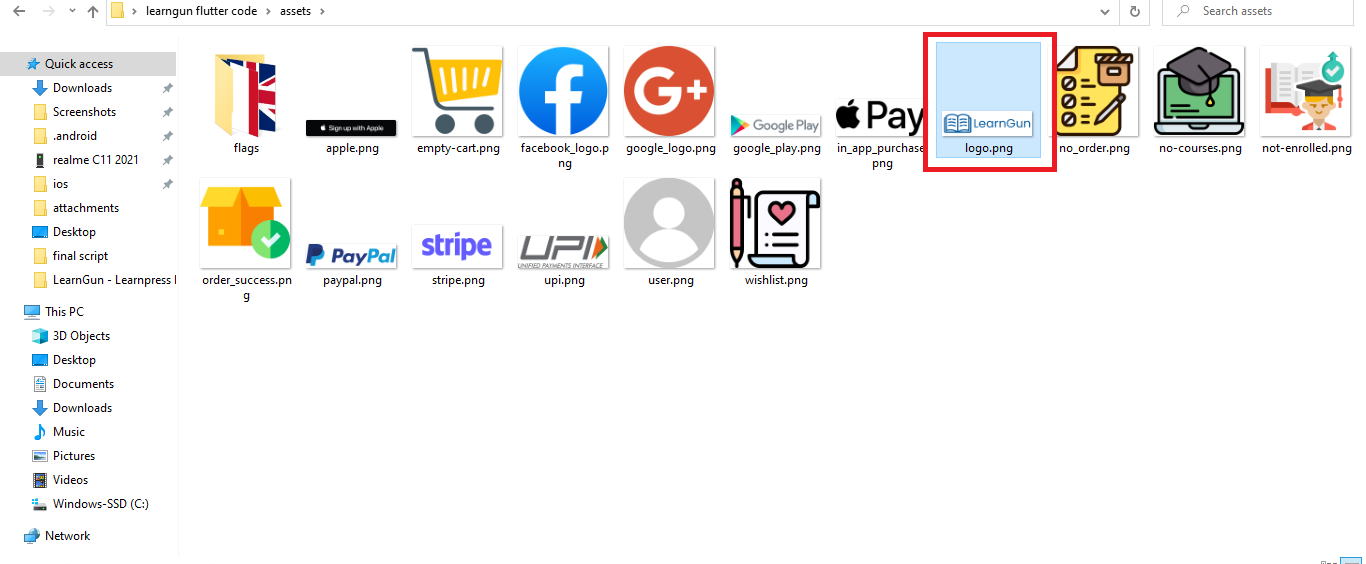 learngun flutter code > assets >
Search assets
Quick access
Downloads
Screenshots
.android
realme C11 2021
ios
attachments
Desktop
final script
LearnGun - Learnpress
This PC
3D Objects
Desktop
Documents
Downloads
Music
Pictures
Videos
Windows-SSD (C:)
Network
Sign up with Apple
Google Play
Pay
LearnGun
flags
apple.png
empty-cart.png
facebook_logo.p
ng
google_logo.png
google_play.png
in_app_purchase
png
logo.png
no_order.png
no-courses.png
not-enrolled.png
PayPal
stripe
UPI
UNIFIED PAYMENTS INTERFACE
order_success.pn
g
paypal.png
stripe.png
upi.png
user.png
wishlist.png